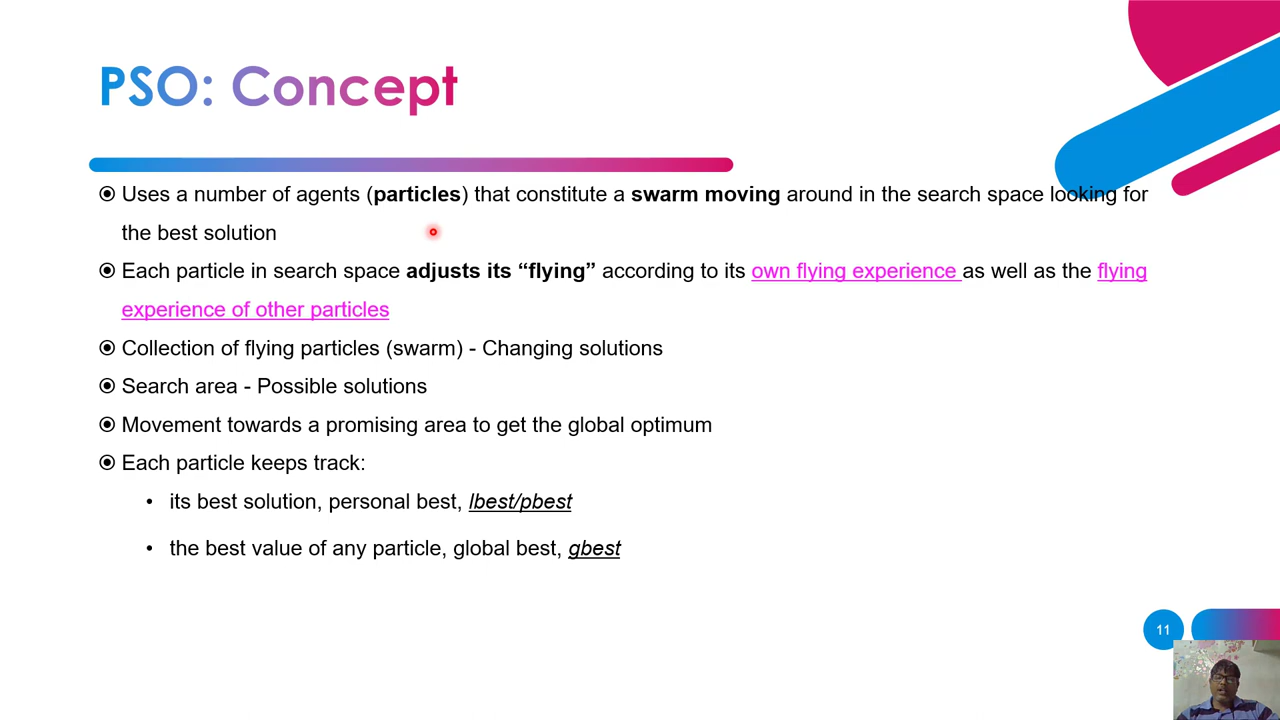 PSO: Concept
Uses a number of agents (particles) that constitute a swarm moving around in the search space looking for
the best solution
Each particle in search space adjusts its “flying” according to its own flying experience as well as the flying
experience of other particles
Collection of flying particles (swarm) - Changing solutions
Search area - Possible solutions
Movement towards a promising area to get the global optimum
Each particle keeps track:
• its best solution, personal best, lbest/pbest
• the best value of any particle, global best, gbest
11